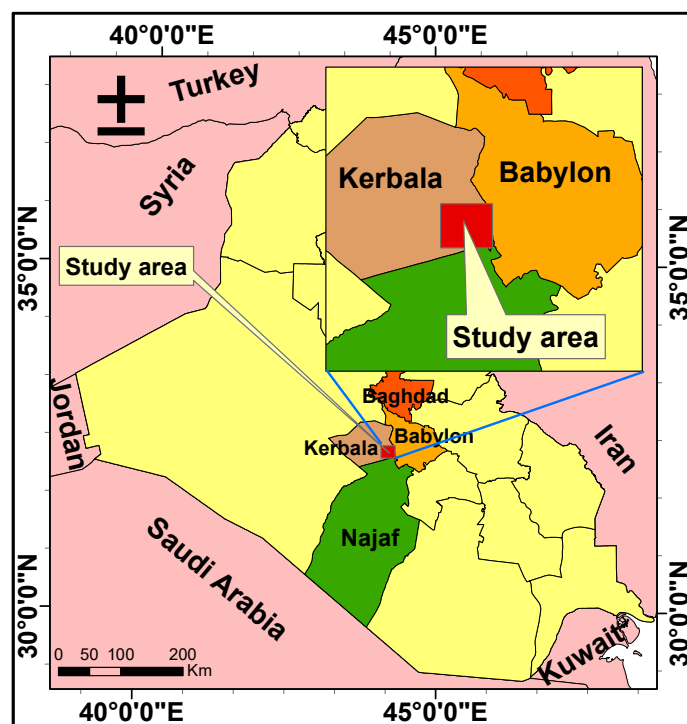 40°0'0"E
45°0'0"E
Turkey
Syria
Kerbala
Babylon
35°0'0"N
35°0'0"N
Study area
Study area
Jordan
Baghdad
Babylon
Kerbala
Iran
Najaf
Saudi Arabia
30°0'0"N
30°0'0"N
Kuwait
0 50 100 200
Km
40°0'0"E
45°0'0"E